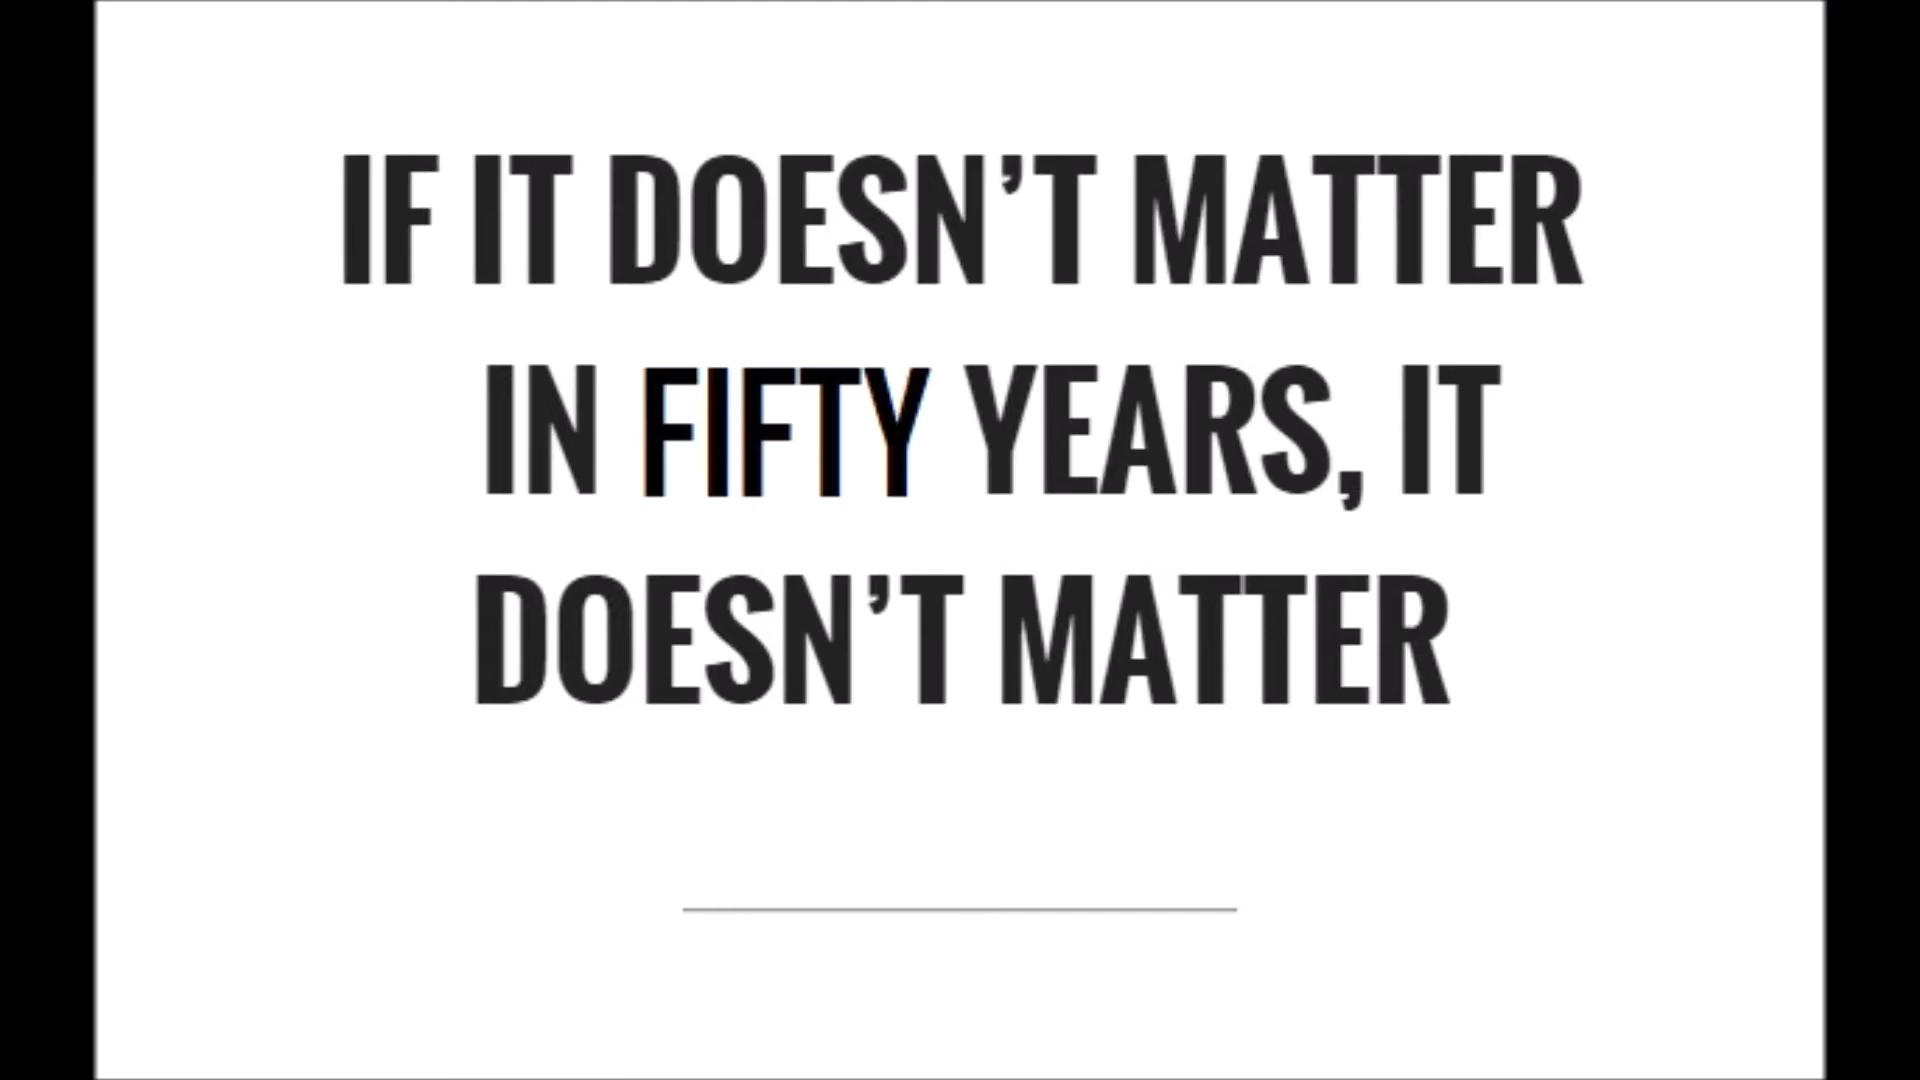 IF IT DOESN’T MATTER
IN FIFTY YEARS, IT
DOESN’T MATTER